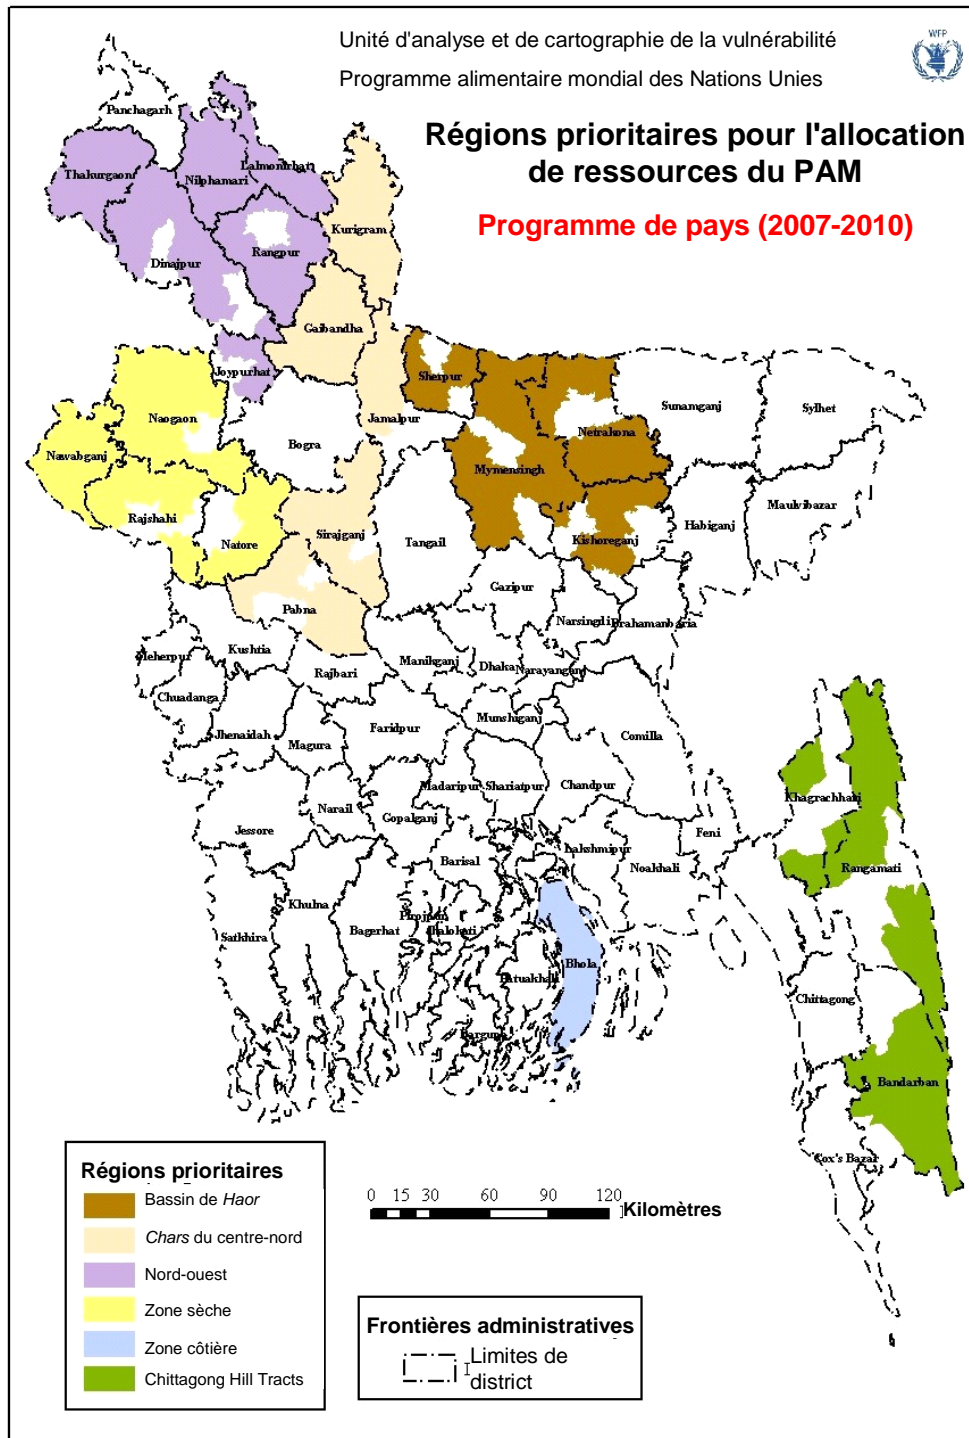 Unité d'analyse et de cartographie de la vulnérabilité
WFP
Programme alimentaire mondial des Nations Unies
Régions prioritaires pour l'allocation
de ressources du PAM
Programme de pays (2007-2010)
Panchagarh
Thakurgaon
Nilphamari
Lalmonirhat
Kurigram
Rangpur
Dinajpur
Gaibandha
Joypurhat
Sherpur
Jamalpur
Sunamganj
Sylhet
Naogaon
Bogra
Netrakona
Nawabganj
Mymensingh
Maulvibazar
Rajshahi
Natore
Sirajganj
Tangail
Kishoreganj
Habiganj
Gazipur
Pabna
Narsingdi
Brahamanbaria
Meherpur
Kushtia
Rajbari
Manikganj
Dhaka
Narayanganj
Chuadanga
Jhenaidah
Magura
Faridpur
Munshiganj
Comilla
Madaripur
Shariatpur
Chandpur
Khagrachhari
Narail
Gopalganj
Jessore
Barisal
Lakshmipur
Feni
Noakhali
Rangamati
Khulna
Satkhira
Bagerhat
Pirojpur
Jhalokati
Patuakhali
Bhola
Chittagong
Barguna
Bandarban
Cox's Bazar
Régions prioritaires
Bassin de Haor
Chars du centre-nord
Nord-ouest
Zone sèche
Zone côtière
Chittagong Hill Tracts
0 15 30 60 90 120
Kilomètres
Frontières administratives
Limites de
district